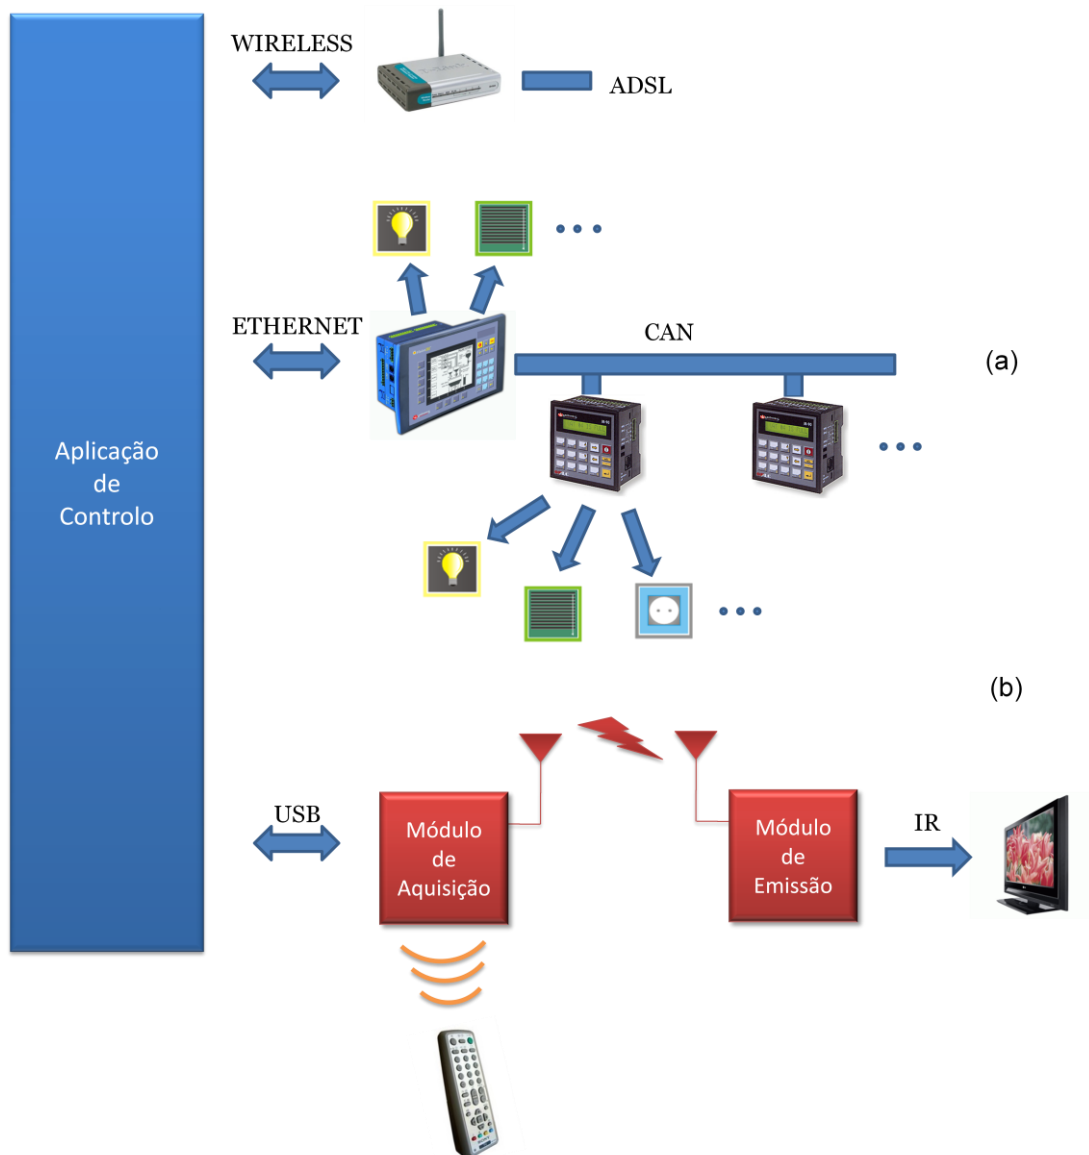 WIRELESS
ADSL
ETHERNET
CAN
(a)
Aplicação
de
Controlo
(b)
USB
Módulo
de
Aquisição
Módulo
de
Emissão
IR